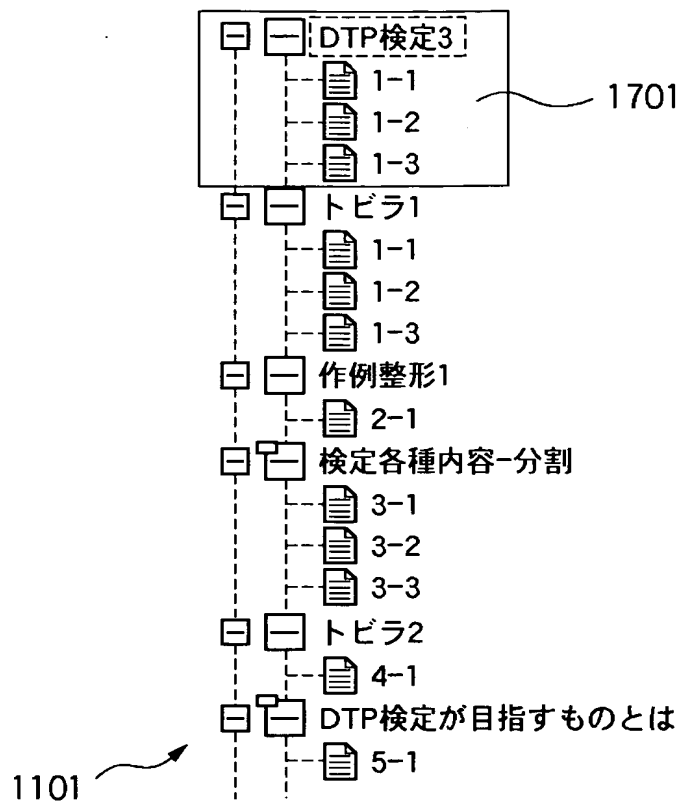 DTP検定3
1-1
1701
1-2
1-3
トビラ1
1-1
1-2
1-3
作例整形1
2-1
検定各種内容-分割
3-1
3-2
3-3
トビラ2
4-1
DTP検定が目指すものとは
5-1
1101